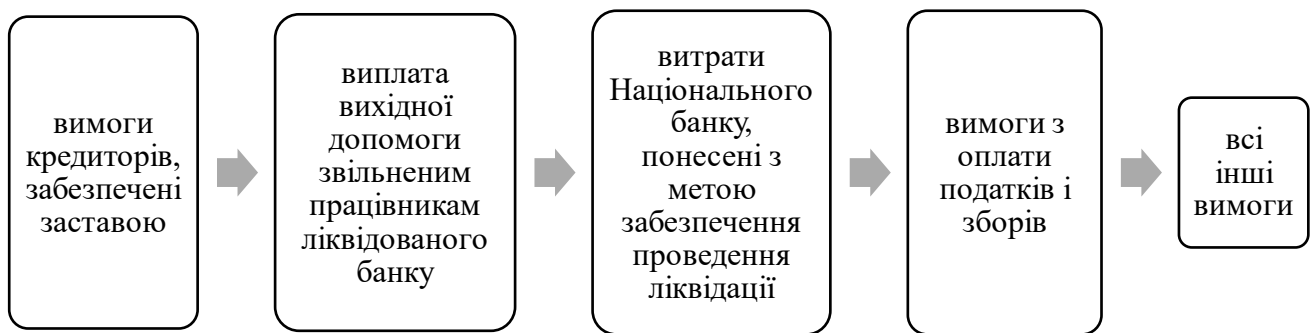 вимоги
кредиторів,
забезпечені
заставою
виплата
вихідної
допомоги
звільненим
працівникам
ліквідованого
банку
витрати
Національного
банку,
понесені з
метою
забезпечення
проведення
ліквідації
вимоги з
оплати
податків і
зборів
всі
інші
вимоги